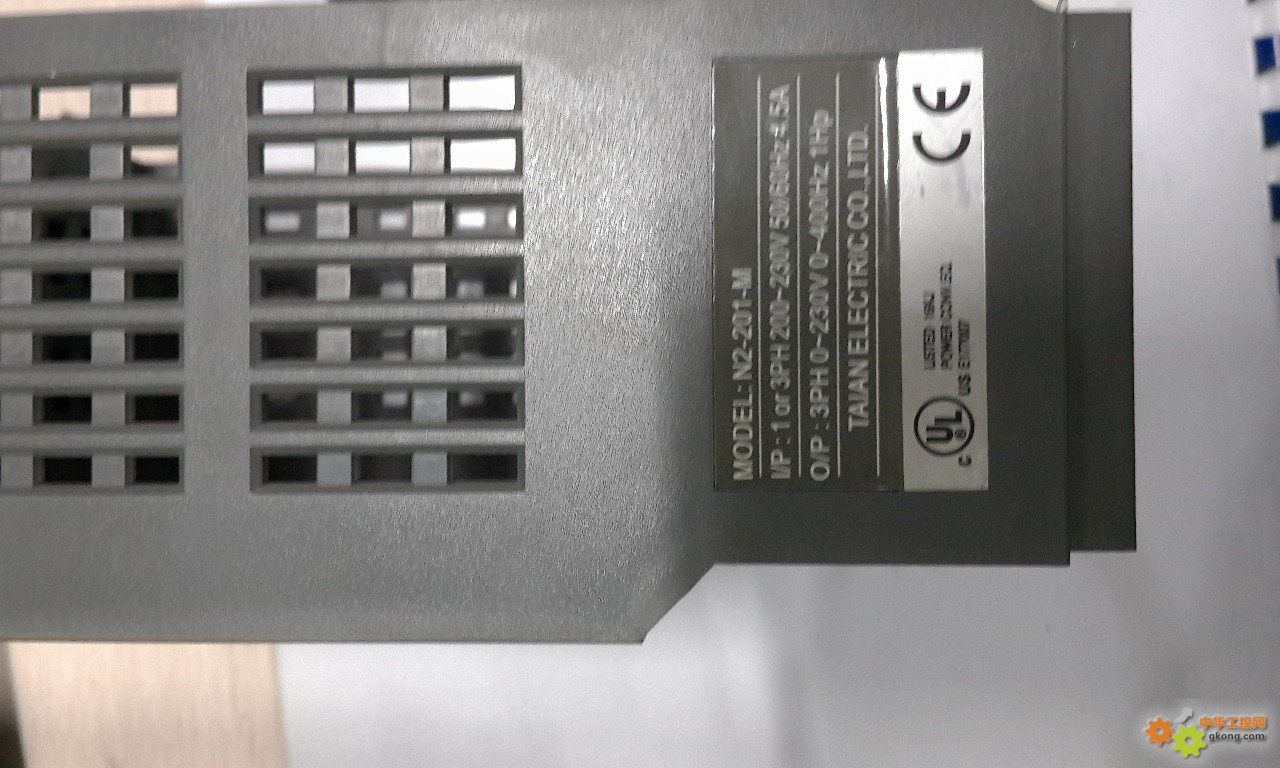 MODEL: N2-201-M
I/P : 1 or 3PH 200~230V 50/60Hz 4.5A
O/P : 3PH 0~230V 0~400Hz 1Hp
TAIAN ELECTRIC CO.,LTD.
CE
C UL ® US
LISTED
POWER CONV. EQ.
中华工控网
gkong.com